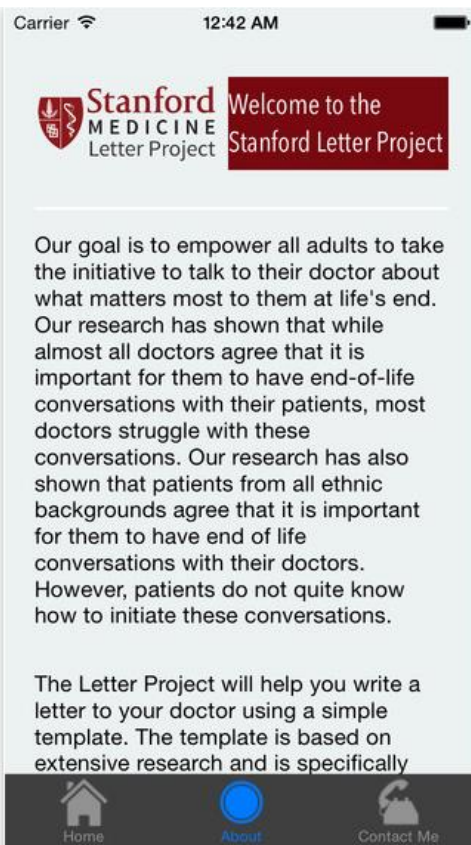 Carrier 12:42 AM
Stanford
MEDICINE
Letter Project
Welcome to the
Stanford Letter Project
Our goal is to empower all adults to take
the initiative to talk to their doctor about
what matters most to them at life's end.
Our research has shown that while
almost all doctors agree that it is
important for them to have end-of-life
conversations with their patients, most
doctors struggle with these
conversations. Our research has also
shown that patients from all ethnic
backgrounds agree that it is important
for them to have end of life
conversations with their doctors.
However, patients do not quite know
how to initiate these conversations.
The Letter Project will help you write a
letter to your doctor using a simple
template. The template is based on
extensive research and is specifically
Home About Contact Me